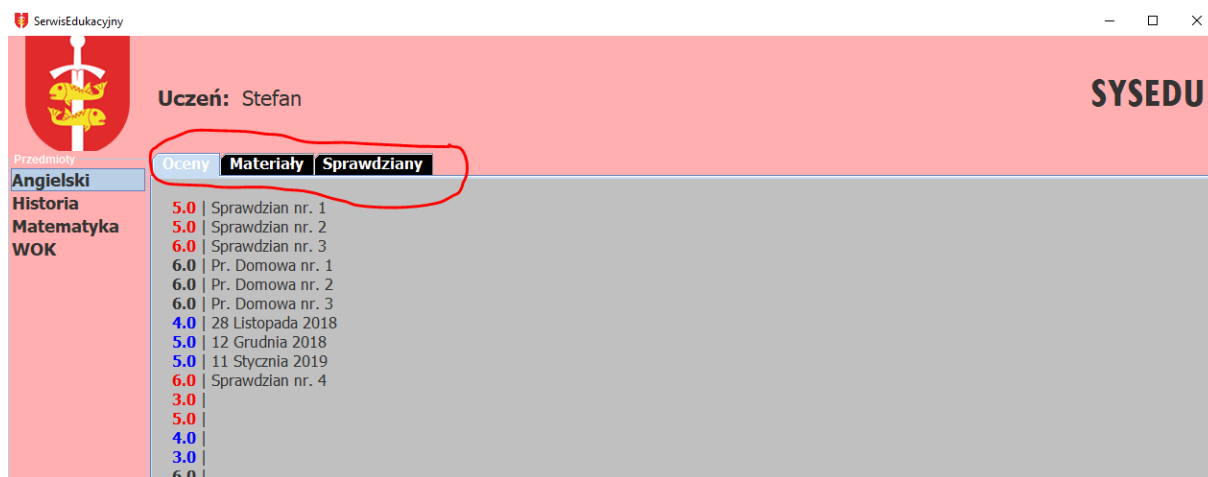 SerwisEdukacyjny
Uczeń: Stefan
SYSEDU
Przedmioty
Oceny Materiały Sprawdziany
Angielski
Historia
Matematyka
WOK
5.0 | Sprawdzian nr. 1
5.0 | Sprawdzian nr. 2
6.0 | Sprawdzian nr. 3
6.0 | Pr. Domowa nr. 1
6.0 | Pr. Domowa nr. 2
6.0 | Pr. Domowa nr. 3
4.0 | 28 Listopada 2018
5.0 | 12 Grudnia 2018
5.0 | 11 Stycznia 2019
6.0 | Sprawdzian nr. 4
3.0 |
5.0 |
4.0 |
3.0 |
6.0 |